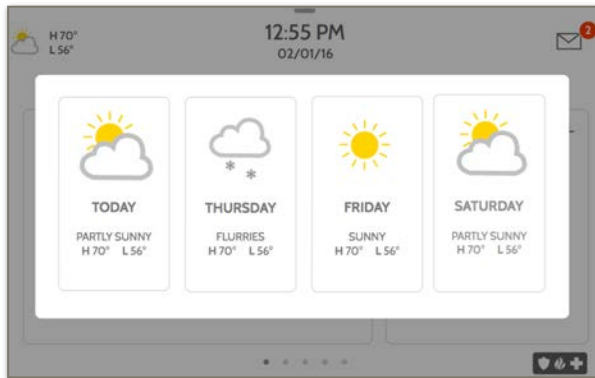 H 70°
L 56°
12:55 PM
02/01/16
2
TODAY
PARTLY SUNNY
H 70° L 56°
THURSDAY
FLURRIES
H 70° L 56°
FRIDAY
SUNNY
H 70° L 56°
SATURDAY
PARTLY SUNNY
H 70° L 56°